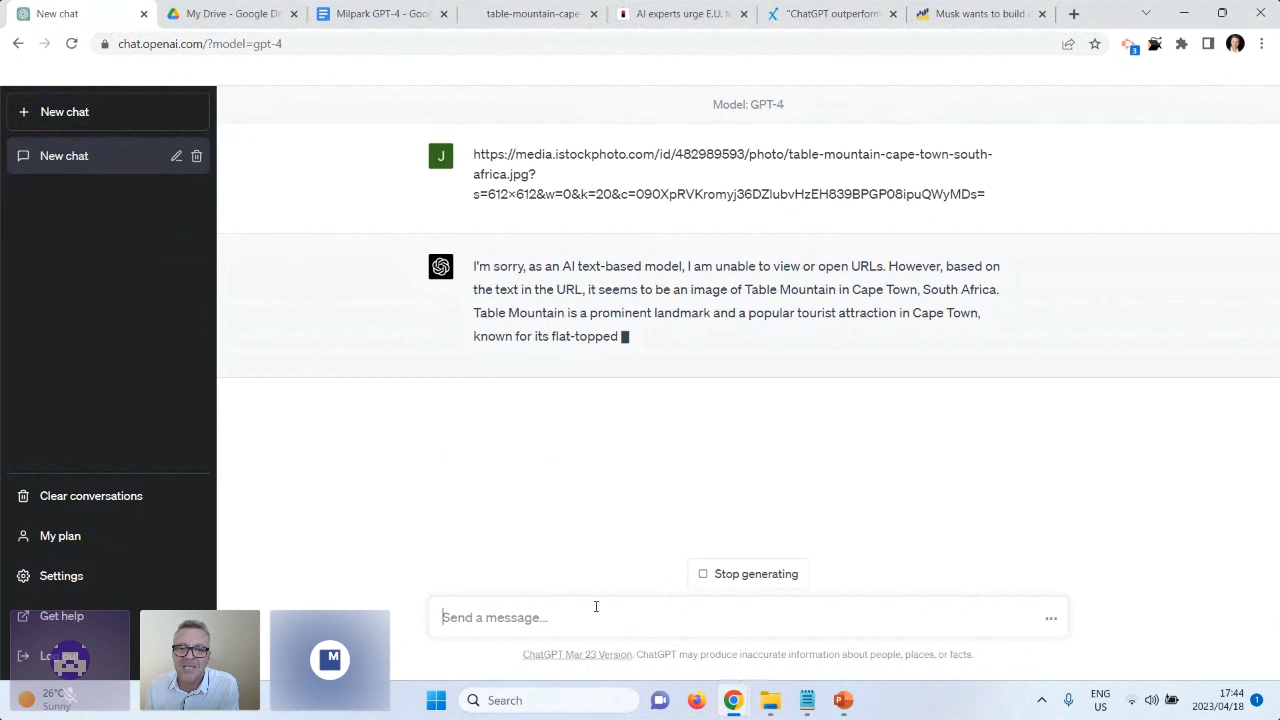 New chat
My Drive - Google D
Milpark GPT-4 - Goo
table-mountain-cape
AI experts urge E.U. t
"ChatGPT outperform
Musk wants to build
chat.openai.com/?model=gpt-4
3
New chat
New chat
Clear conversations
My plan
Settings
Get help
Model: GPT-4
J
https://media.istockphoto.com/id/482989593/photo/table-mountain-cape-town-south-
africa.jpg?
s=612×612&w=0&k=20&c=090XpRVKromyj36DZlubvHzEH839BPGP08ipuQWyMDs=
I'm sorry, as an AI text-based model, I am unable to view or open URLs. However, based on
the text in the URL, it seems to be an image of Table Mountain in Cape Town, South Africa.
Table Mountain is a prominent landmark and a popular tourist attraction in Cape Town,
known for its flat-topped
Stop generating
Send a message...
ChatGPT Mar 23 Version. ChatGPT may produce inaccurate information about people, places, or facts.
M
26°C
Sunny
Search
ENG
US
17:44
2023/04/18
1